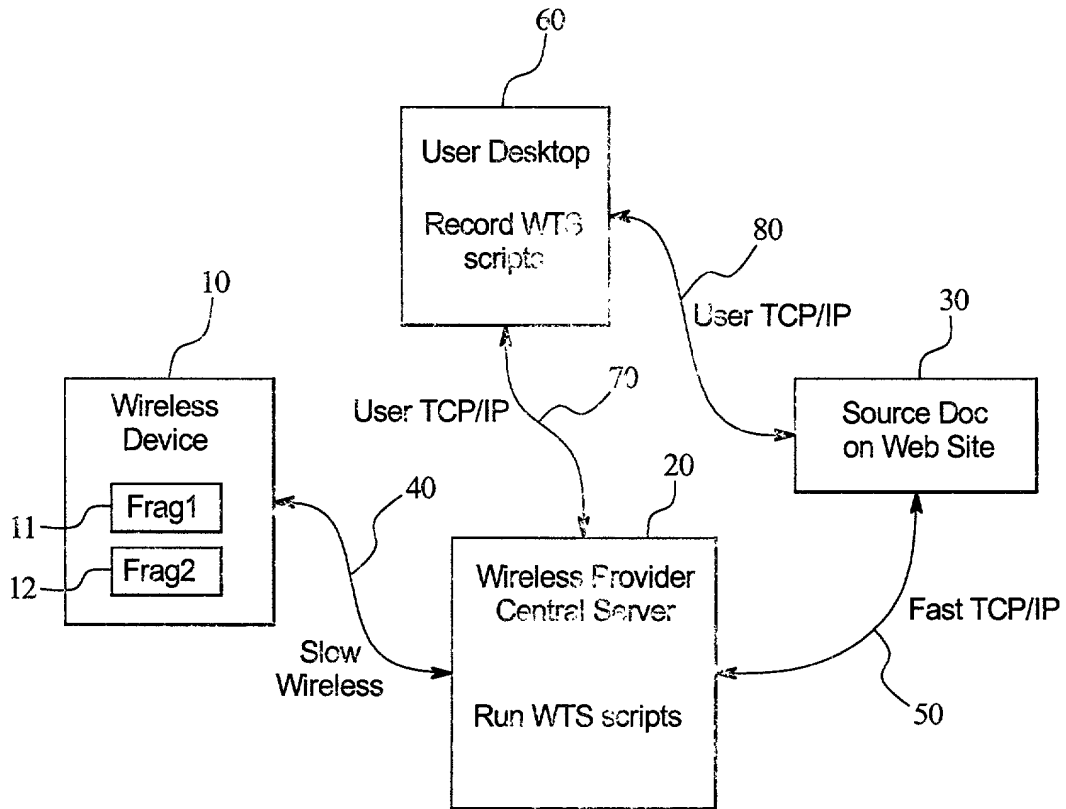 60
User Desktop
Record WTS
scripts
80
User TCP/IP
10
30
Wireless
Device
Frag1
Frag2
11
12
User TCP/IP
70
Source Doc
on Web Site
40
20
Slow
Wireless
Wireless Provider
Central Server
Run WTS scripts
Fast TCP/IP
50